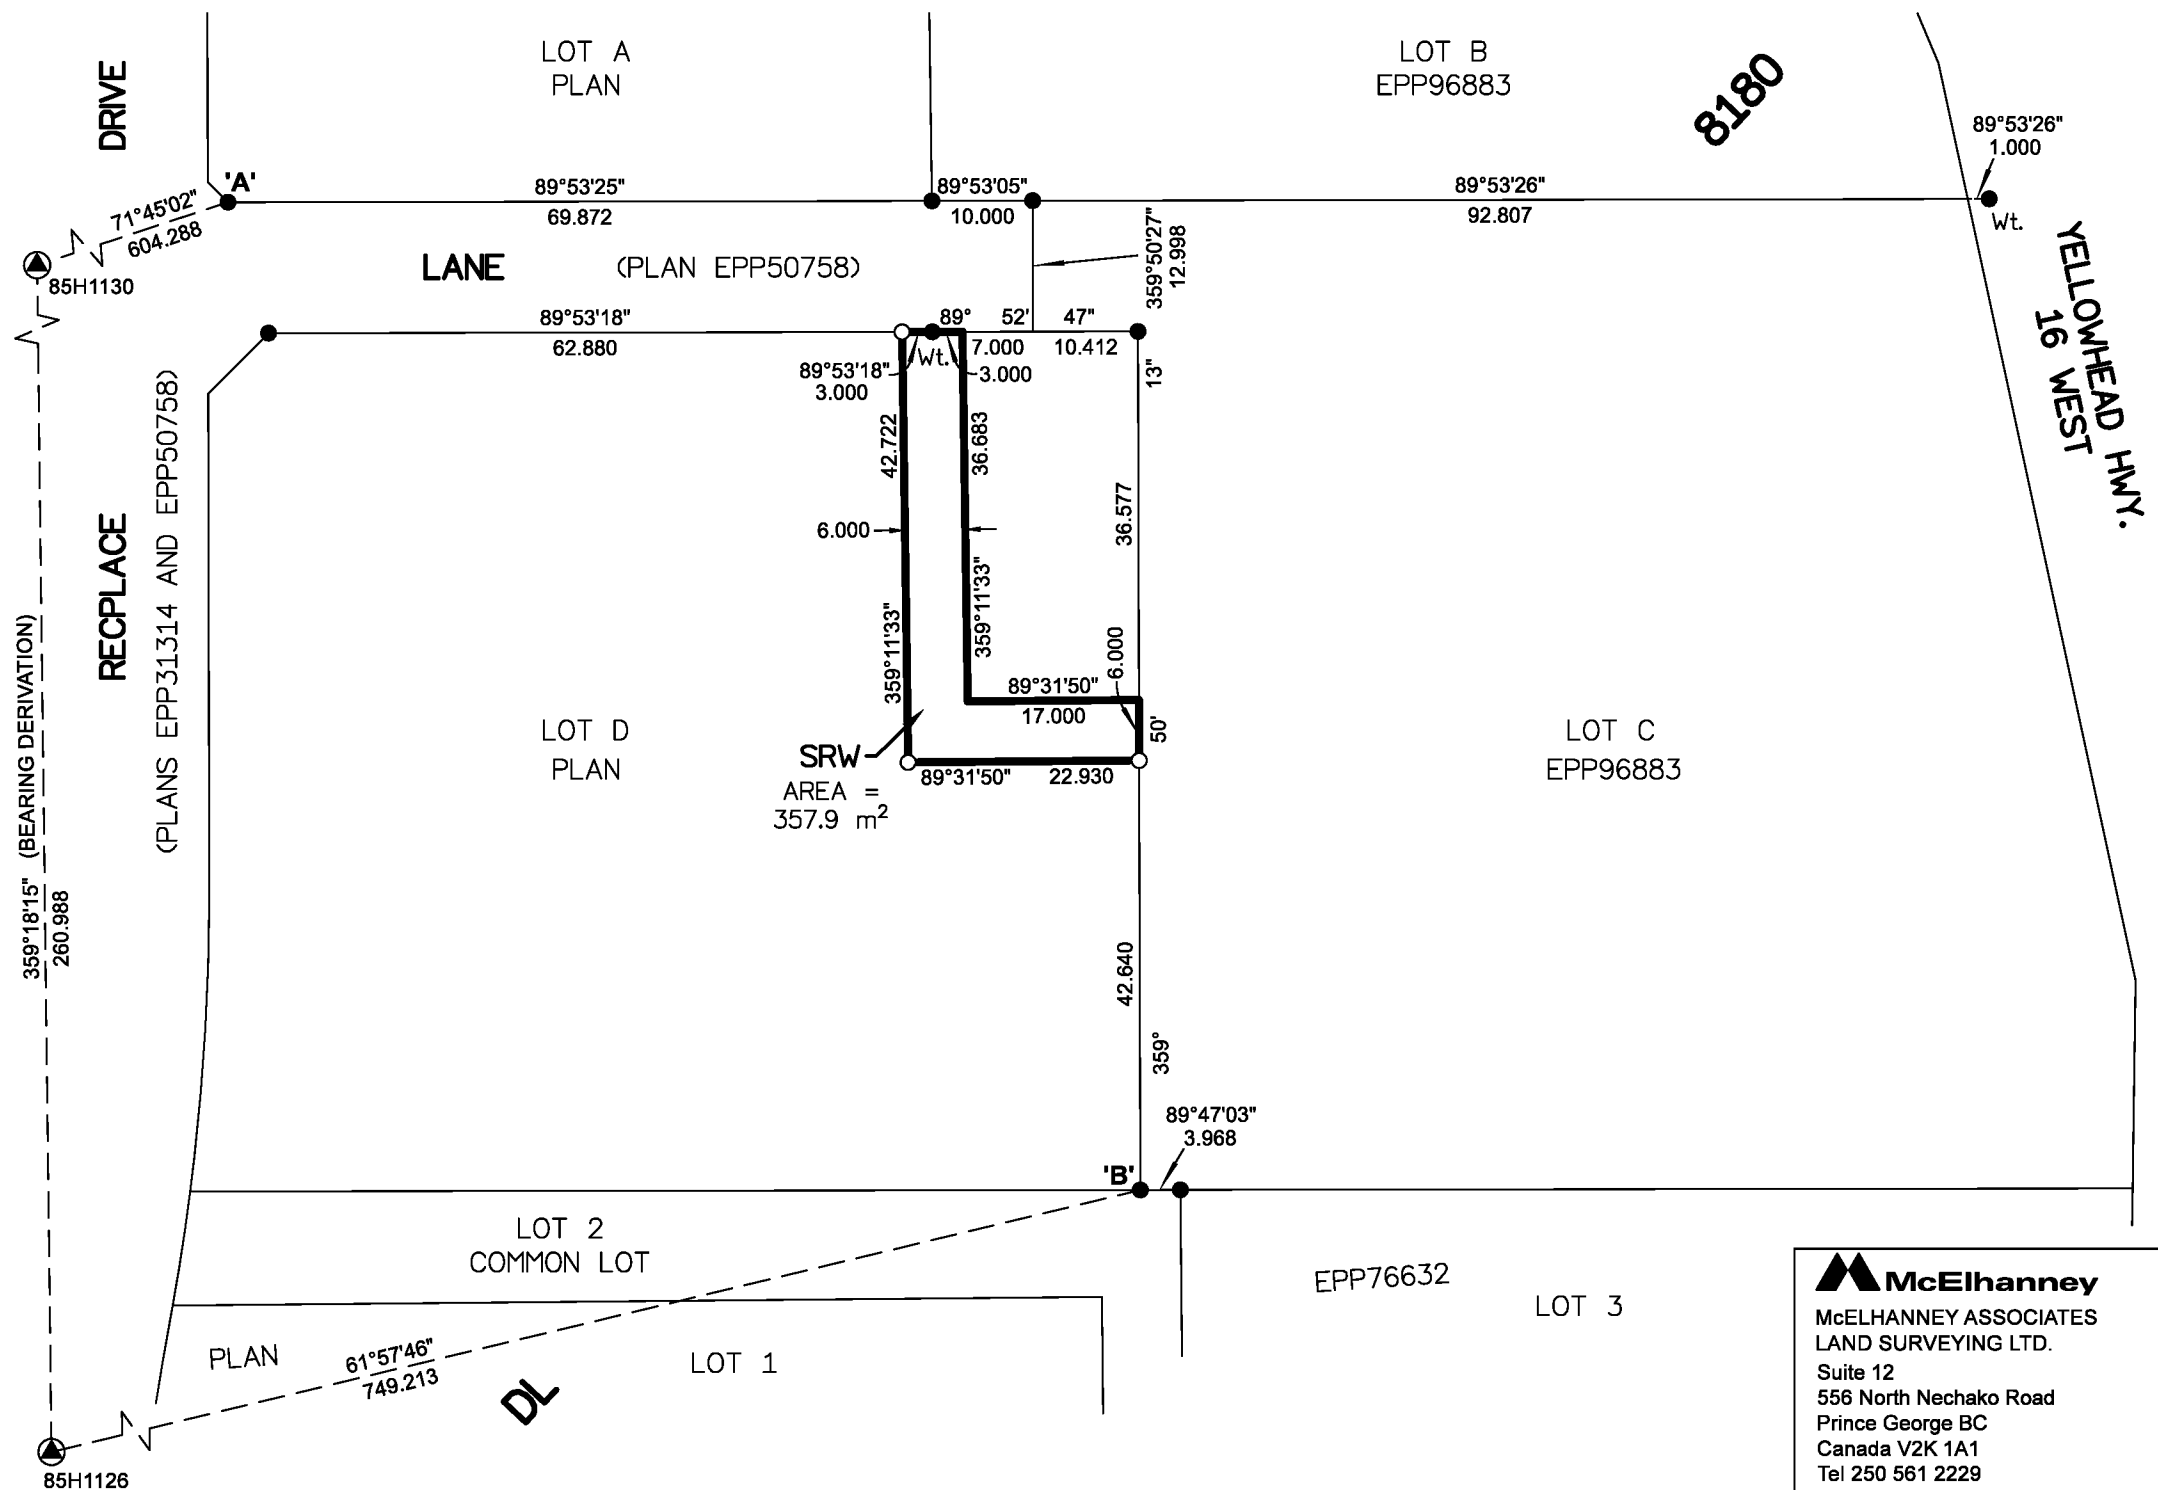 LOT A
PLAN
LOT B
EPP96883
8180
DRIVE
89°53'26"
1.000
'A'
89°53'25"
69.872
89°53'05"
10.000
89°53'26"
92.807
Wt.
71°45'02"
604.288
85H1130
LANE
(PLAN EPP50758)
359°50'27"
12.998
YELLOWHEAD HWY.
16 WEST
89°53'18"
62.880
89° 52' 47"
7.000
10.412
Wt.
89°53'18"
3.000
3.000
13"
42.722
36.683
36.577
6.000
359°11'33"
359°11'33"
6.000
RECPLACE
(PLANS EPP31314 AND EPP50758)
359°18'15" (BEARING DERIVATION)
260.988
89°31'50"
17.000
50'
LOT D
PLAN
LOT C
EPP96883
SRW
AREA =
357.9 m²
89°31'50"
22.930
42.640
359°
89°47'03"
3.968
'B'
LOT 2
COMMON LOT
EPP76632
LOT 3
PLAN
61°57'46"
749.213
LOT 1
DL
85H1126
McElhanney
McELHANNEY ASSOCIATES
LAND SURVEYING LTD.
Suite 12
556 North Nechako Road
Prince George BC
Canada V2K 1A1
Tel 250 561 2229